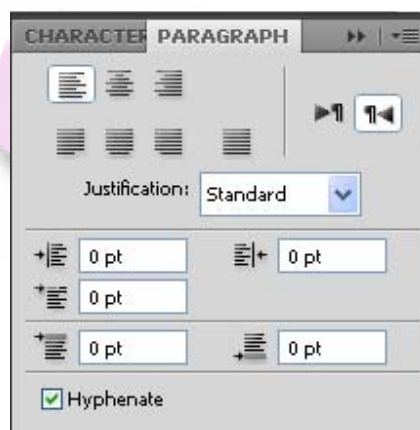 CHARACTER PARAGRAPH
Justification: Standard
0 pt 0 pt
0 pt
0 pt 0 pt
Hyphenate